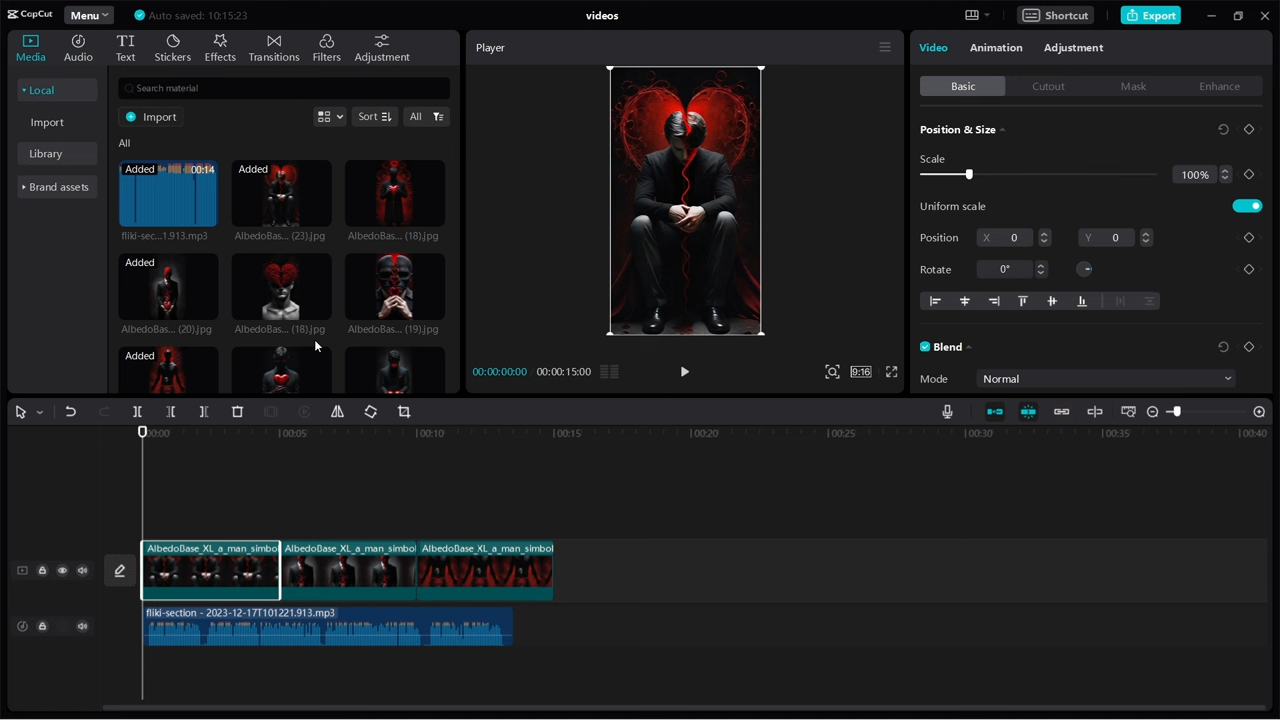 CapCut
Menu
Auto saved: 10:15:23
videos
Shortcut
Export
Media
Audio
Text
Stickers
Effects
Transitions
Filters
Adjustment
Local
Import
Library
Brand assets
Search material
Import
Sort
All
All
Added
00:14
Added
fliki-sec...1.913.mp3
AlbedoBas... (23).jpg
AlbedoBas... (18).jpg
Added
AlbedoBas... (20).jpg
AlbedoBas... (18).jpg
AlbedoBas... (19).jpg
Added
Player
00:00:00:00
00:00:15:00
9:16
Video
Animation
Adjustment
Basic
Cutout
Mask
Enhance
Position & Size
Scale
100%
Uniform scale
Position
X
0
Y
0
Rotate
0°
Blend
Mode
Normal
00:00
00:05
00:10
00:15
00:20
00:25
00:30
00:35
00:40
AlbedoBase_XL_a_man_simbo
AlbedoBase_XL_a_man_simbol
AlbedoBase_XL_a_man_simbol
fliki-section - 2023-12-17T101221.913.mp3